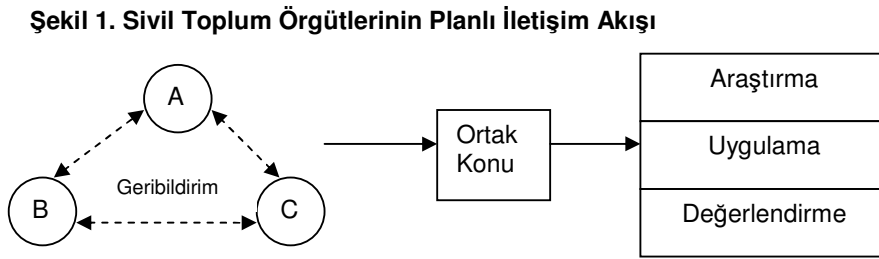 Şekil 1. Sivil Toplum Örgütlerinin Planlı İletişim Akışı
A
Geribildirim
B
C
Ortak
Konu
Araştırma
Uygulama
Değerlendirme